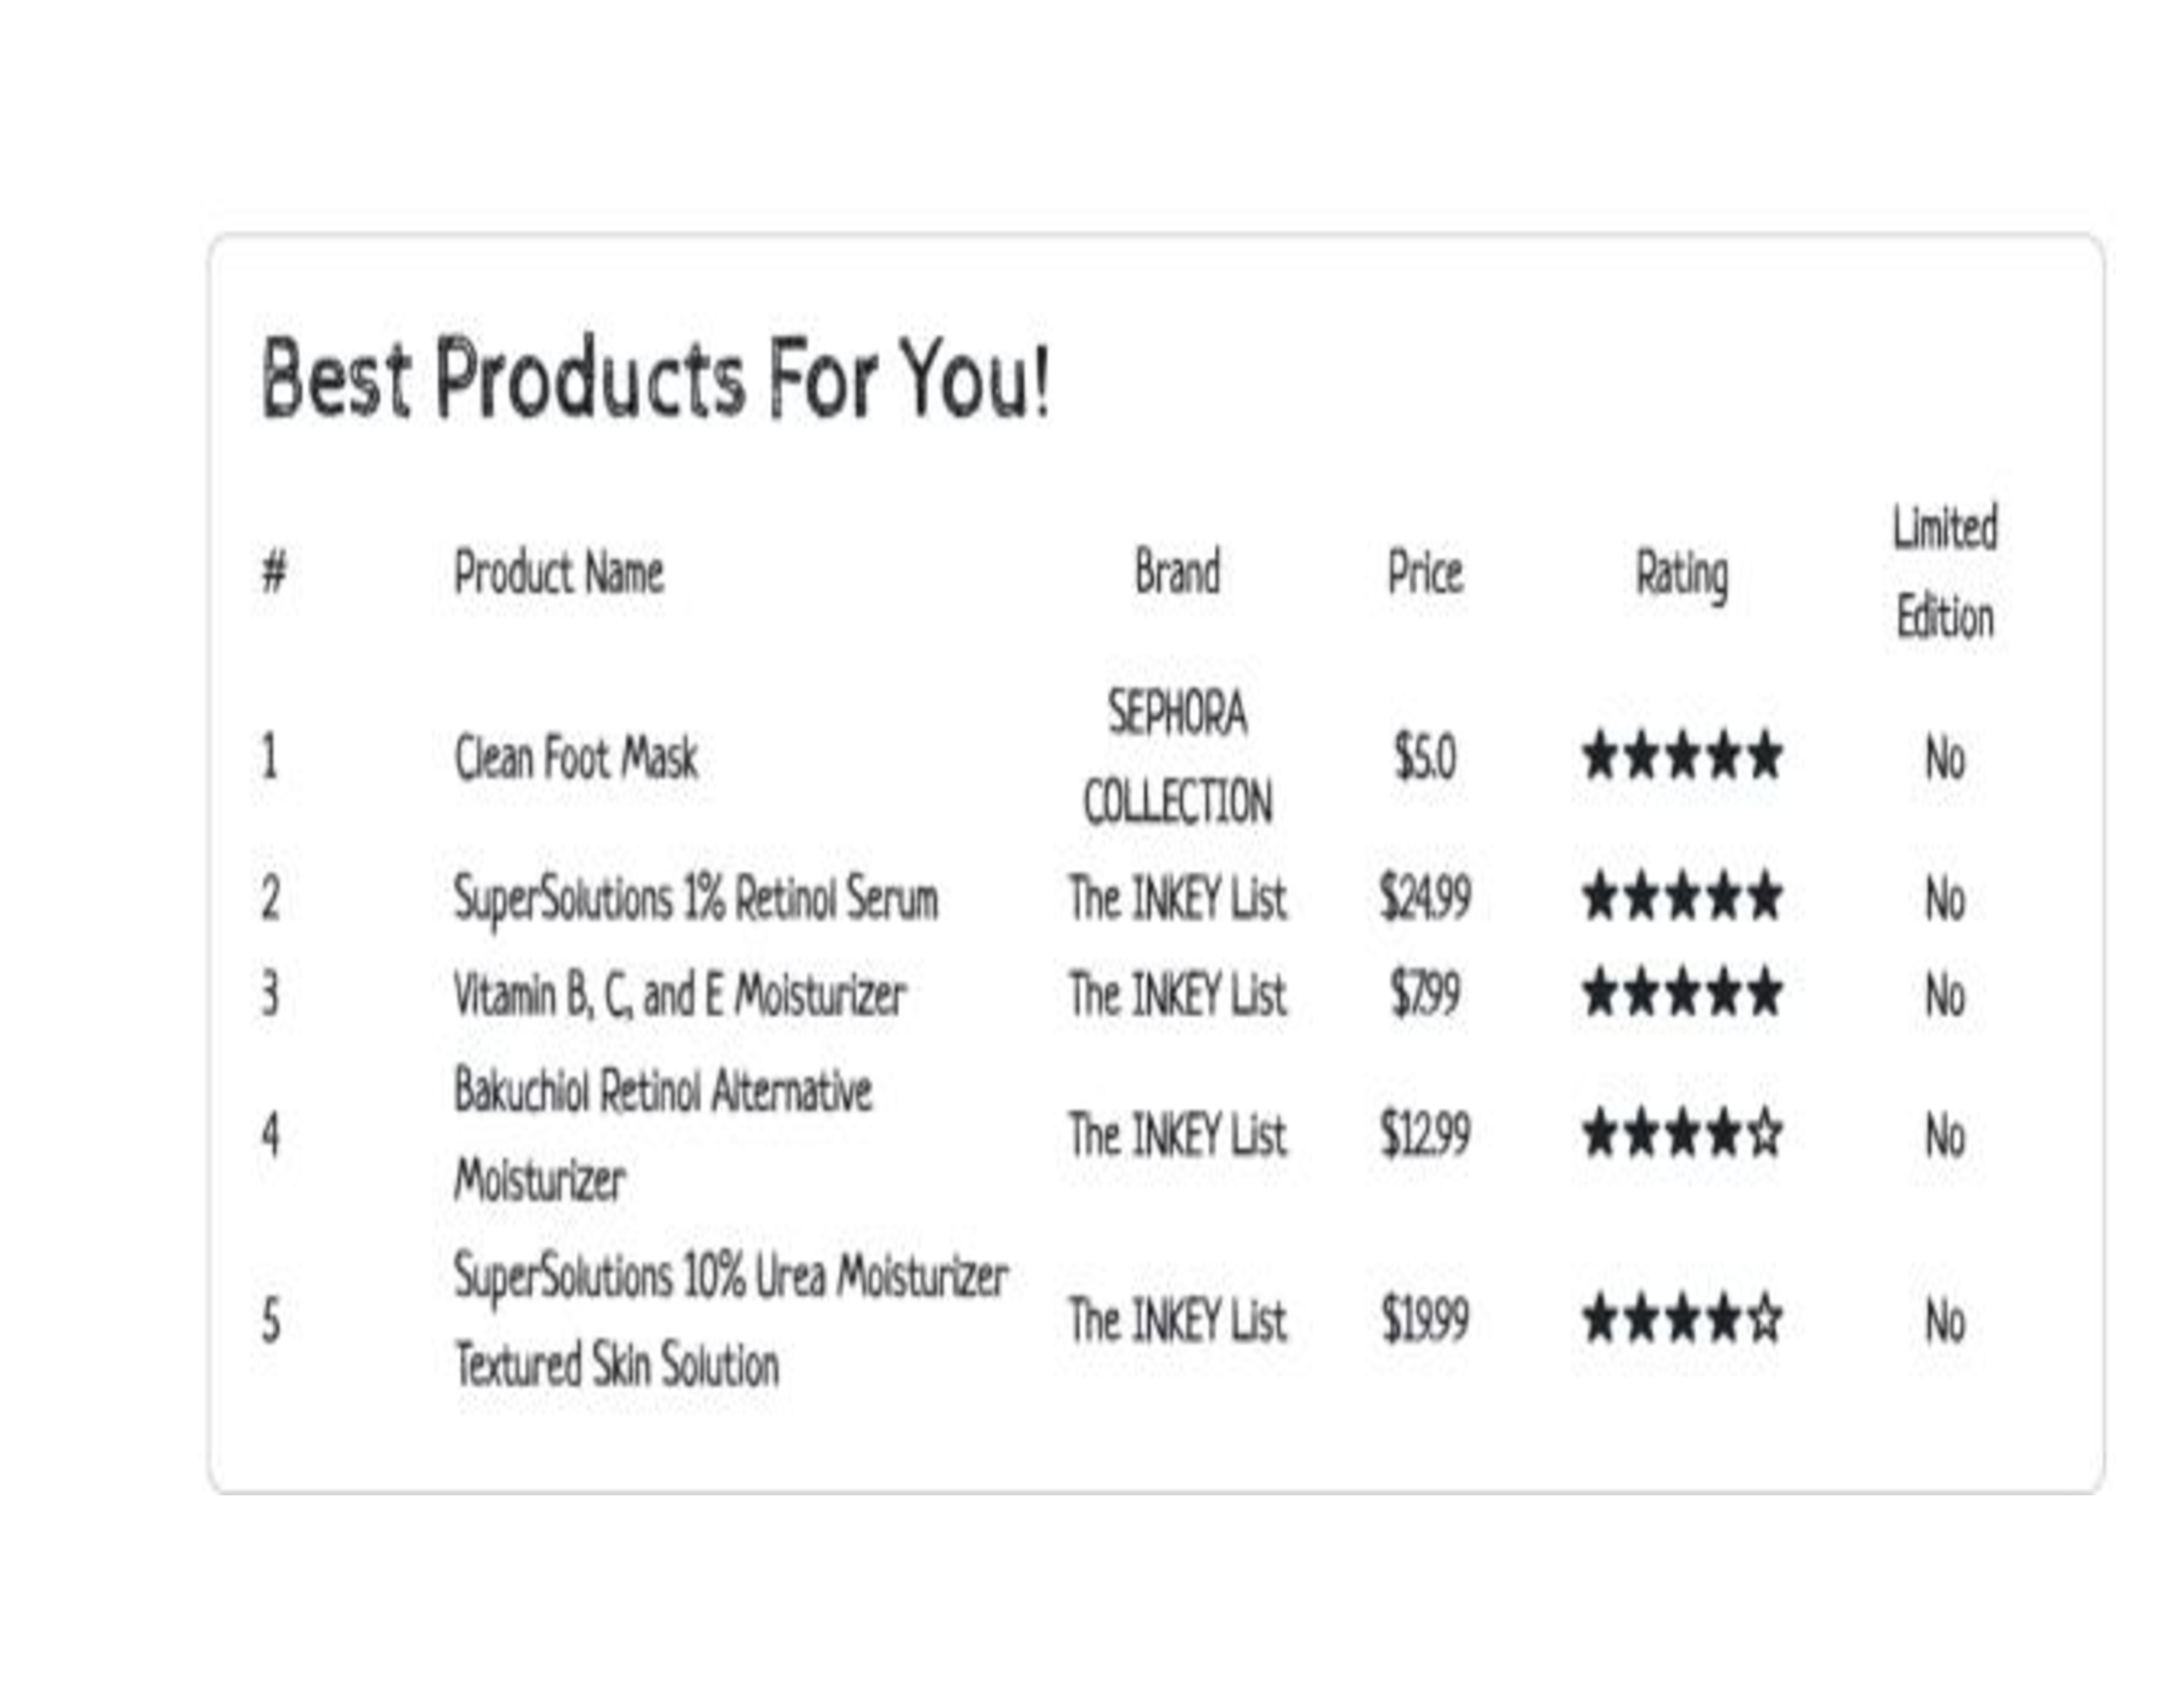 Best Products For You!
# Product Name Brand Price Rating Limited
Edition
1 Clean Foot Mask SEPHORA
COLLECTION $5.0 ★★★★★ No
2 SuperSolutions 1% Retinol Serum The INKEY List $24.99 ★★★★★ No
3 Vitamin B, C, and E Moisturizer The INKEY List $7.99 ★★★★★ No
4 Bakuchiol Retinol Alternative
Moisturizer The INKEY List $12.99 ★★★★☆ No
5 SuperSolutions 10% Urea Moisturizer
Textured Skin Solution The INKEY List $19.99 ★★★★☆ No